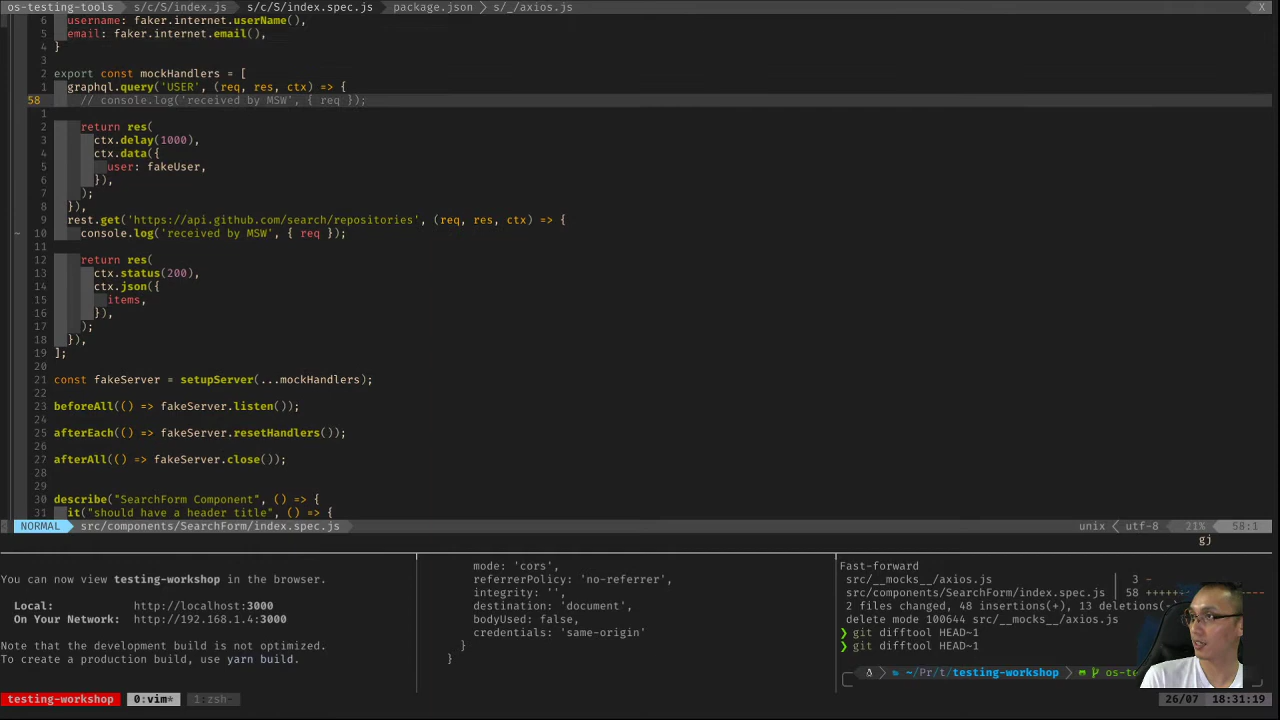 os-testing-tools s/c/S/index.js s/c/S/index.spec.js package.json s/_/axios.js X
6 username: faker.internet.userName(),
5 email: faker.internet.email(),
4 }
3
2 export const mockHandlers = [
1 graphql.query('USER', (req, res, ctx) => {
58 // console.log('received by MSW', { req });
1
2 return res(
3 ctx.delay(1000),
4 ctx.data({
5 user: fakeUser,
6 }),
7 );
8 }),
9 rest.get('https://api.github.com/search/repositories', (req, res, ctx) => {
~ 10 console.log('received by MSW', { req });
11
12 return res(
13 ctx.status(200),
14 ctx.json({
15 items,
16 }),
17 );
18 }),
19 ];
20
21 const fakeServer = setupServer(...mockHandlers);
22
23 beforeAll(() => fakeServer.listen());
24
25 afterEach(() => fakeServer.resetHandlers());
26
27 afterAll(() => fakeServer.close());
28
29
30 describe("SearchForm Component", () => {
31 it("should have a header title", () => {
NORMAL src/components/SearchForm/index.spec.js unix utf-8 21% 58:1
gj
You can now view testing-workshop in the browser.
Local: http://localhost:3000
On Your Network: http://192.168.1.4:3000
Note that the development build is not optimized.
To create a production build, use yarn build.
mode: 'cors',
referrerPolicy: 'no-referrer',
integrity: '',
destination: 'document',
bodyUsed: false,
credentials: 'same-origin'
}
}
Fast-forward
src/__mocks__/axios.js | 3 -
src/components/SearchForm/index.spec.js | 58 ++++++
2 files changed, 48 insertions(+), 13 deletions(-
delete mode 100644 src/__mocks__/axios.js
❯ git difftool HEAD~1
❯ git difftool HEAD~1
~/Pr/t/testing-workshop os-te
testing-workshop 0:vim* 1:zsh- 26/07 18:31:19